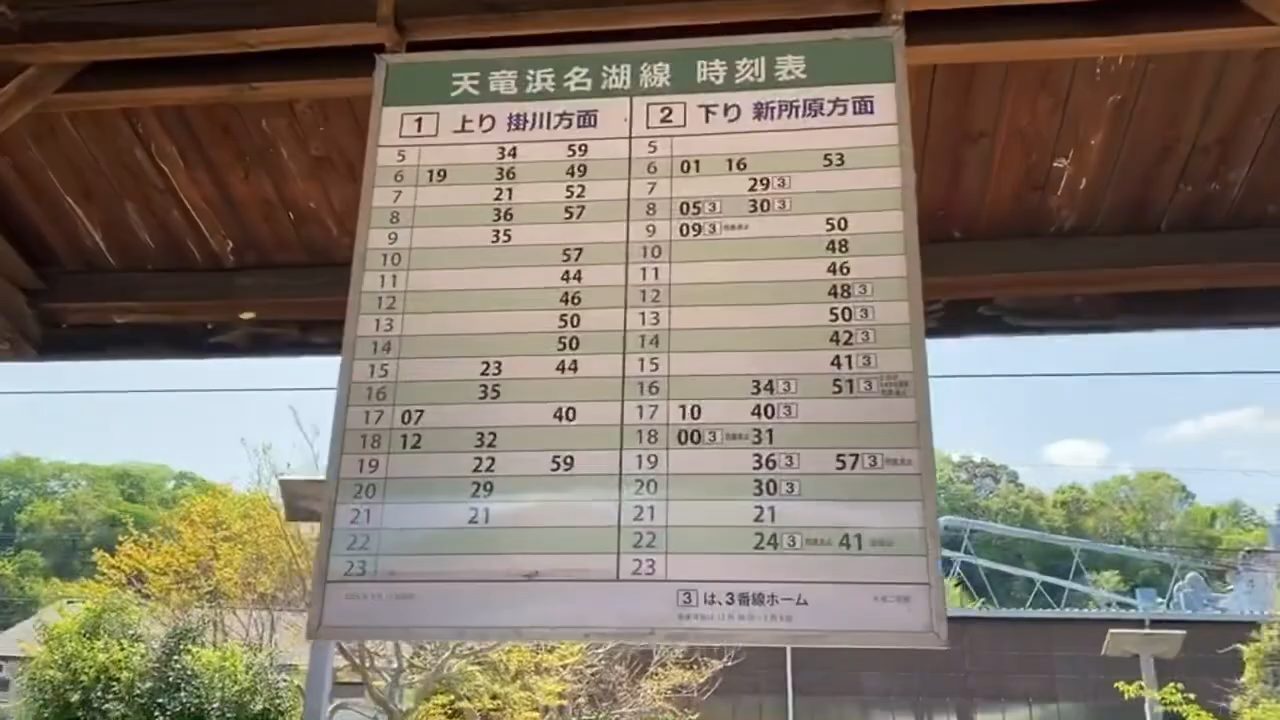 天竜浜名湖線 時刻表
1 上り 掛川方面
5 34 59
6 19 36 49
7 21 52
8 36 57
9 35
10 57
11 44
12 46
13 50
14 50
15 23 44
16 35
17 07 40
18 12 32
19 22 59
20 29
21 21
22
23
2 下り 新所原方面
5
6 01 16 53
7 29 3
8 05 3 30 3
9 09 3 50
10 48
11 46
12 48 3
13 50 3
14 42 3
15 41 3
16 34 3 51 3
17 10 40 3
18 00 3 31
19 36 3 57 3
20 30 3
21 21
22 24 3 41
23
3 は、3番線ホーム